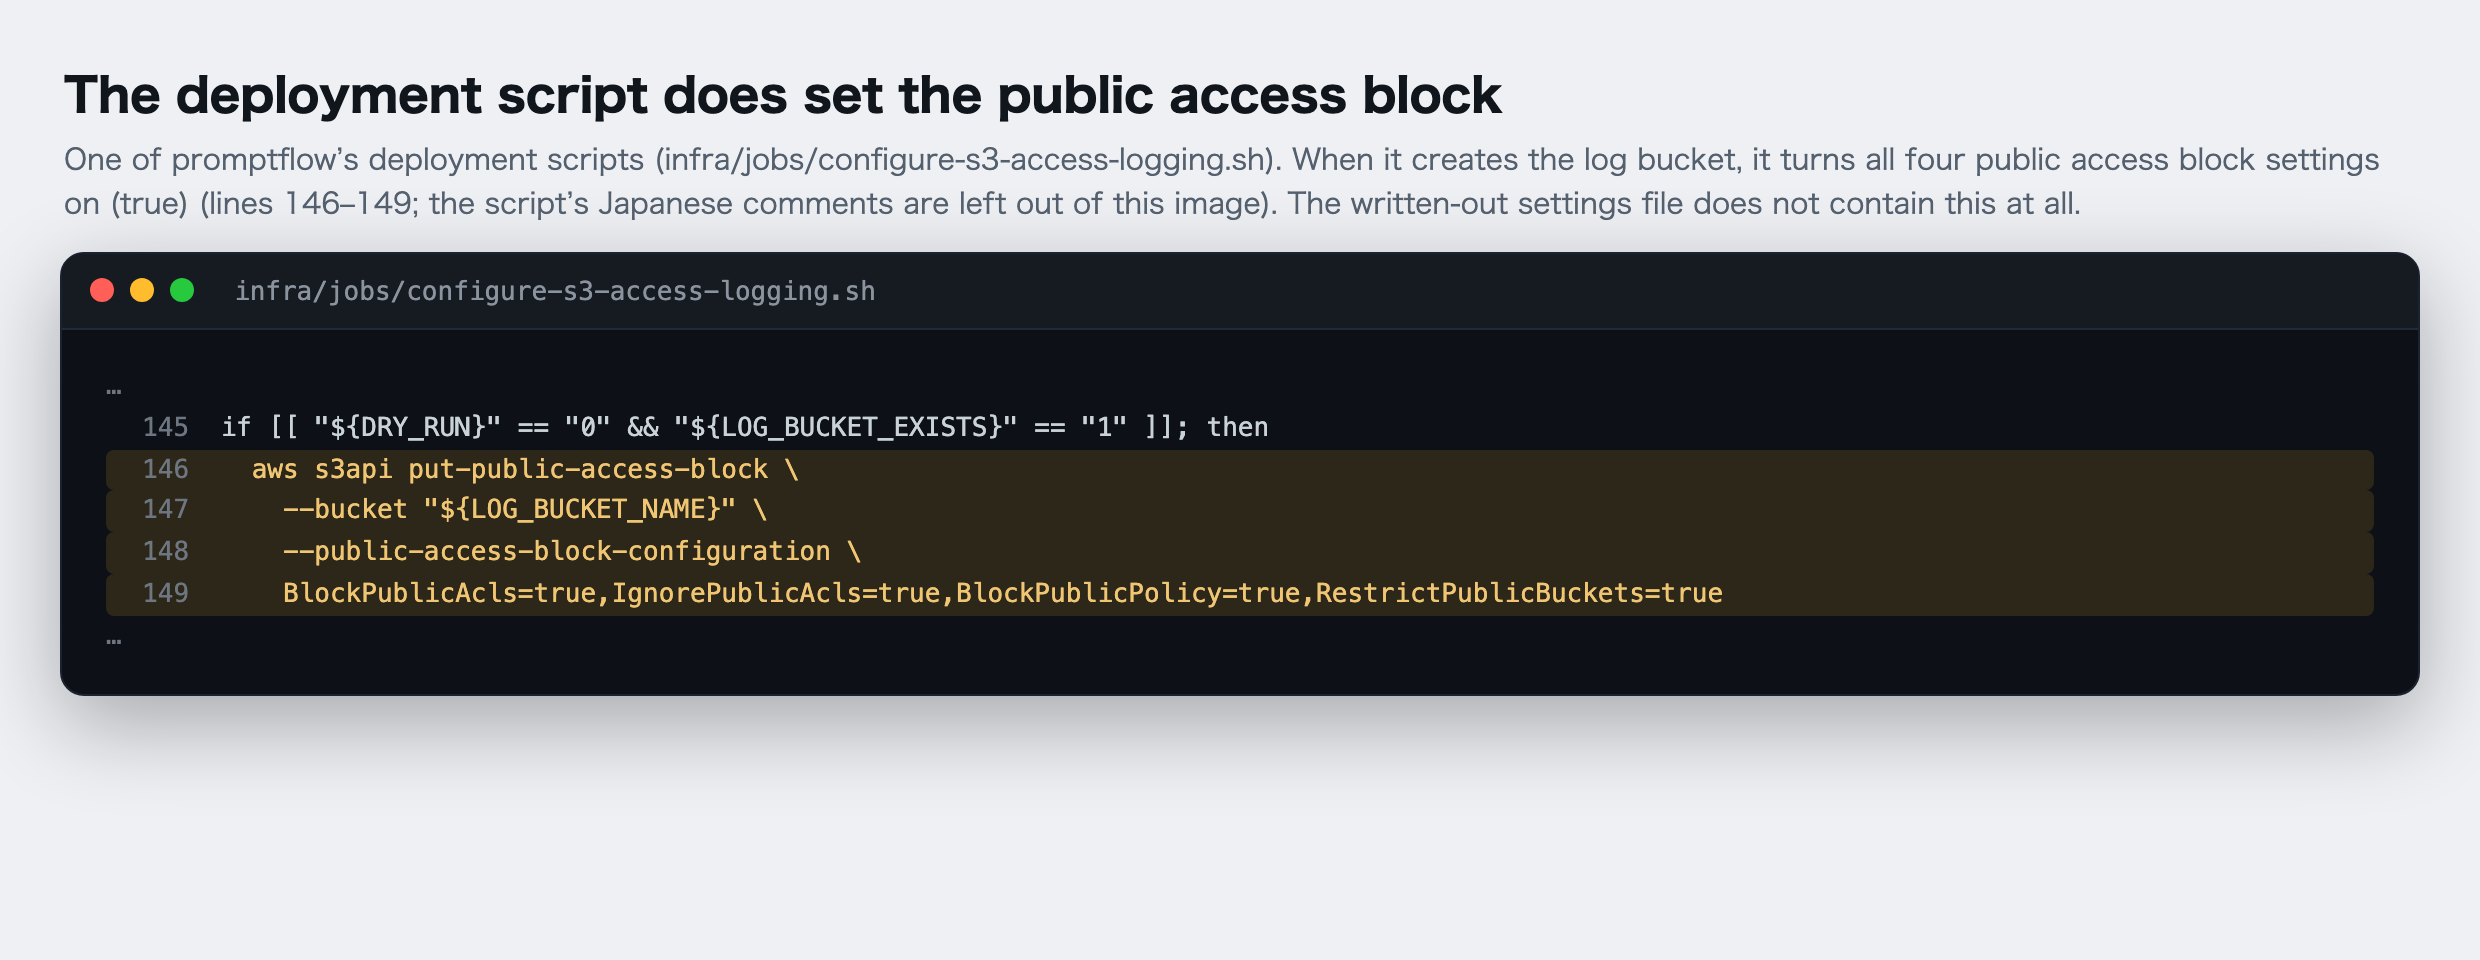 The deployment script does set the public access block
One of promptflow’s deployment scripts (infra/jobs/configure-s3-access-logging.sh). When it creates the log bucket, it turns all four public access block settings
on (true) (lines 146–149; the script’s Japanese comments are left out of this image). The written-out settings file does not contain this at all.
infra/jobs/configure-s3-access-logging.sh
…
145 if [[ "${DRY_RUN}" == "0" && "${LOG_BUCKET_EXISTS}" == "1" ]]; then
146   aws s3api put-public-access-block \
147     --bucket "${LOG_BUCKET_NAME}" \
148     --public-access-block-configuration \
149     BlockPublicAcls=true,IgnorePublicAcls=true,BlockPublicPolicy=true,RestrictPublicBuckets=true
…